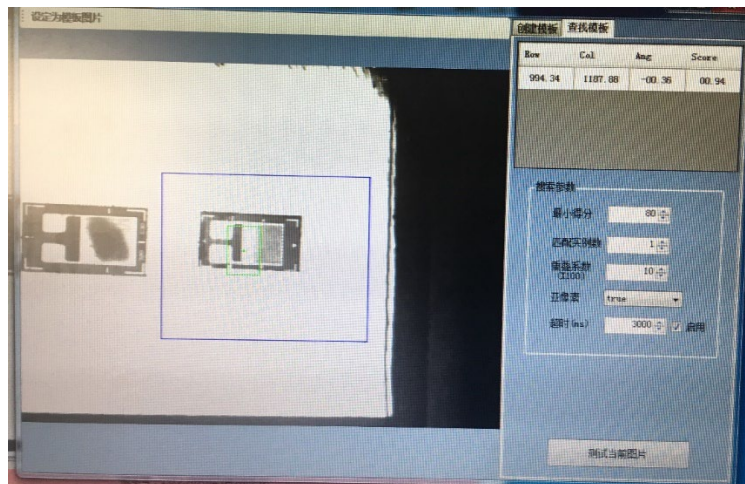 设定为模板图片
创建模板 查找模板
Row Col Ang Score
994.34 1187.88 -00.36 00.94
搜索参数
最小得分 80
匹配实例数 1
重叠系数 10
(I100)
亚像素 true
超时(ms) 3000 启用
测试当前图片